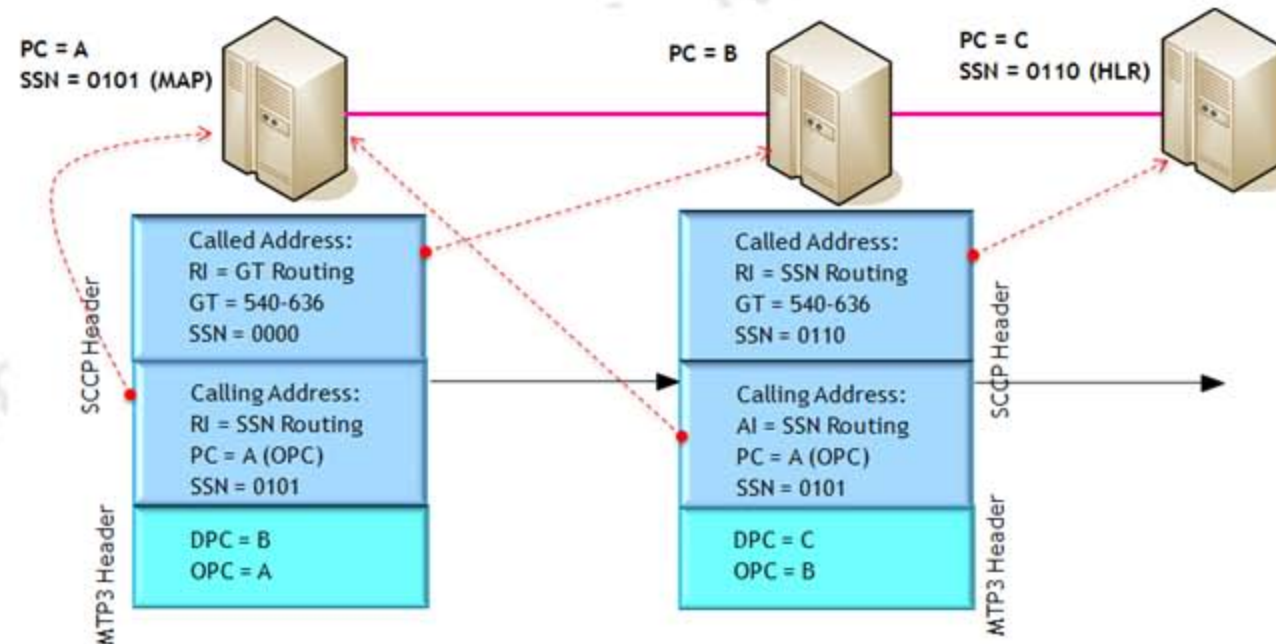 PC = A
SSN = 0101 (MAP)
PC = B
PC = C
SSN = 0110 (HLR)
SCCP Header
Called Address:
RI = GT Routing
GT = 540-636
SSN = 0000
Calling Address:
RI = SSN Routing
PC = A (OPC)
SSN = 0101
MTP3 Header
DPC = B
OPC = A
Called Address:
RI = SSN Routing
GT = 540-636
SSN = 0110
SCCP Header
Calling Address:
AI = SSN Routing
PC = A (OPC)
SSN = 0101
DPC = C
OPC = B
MTP3 Header